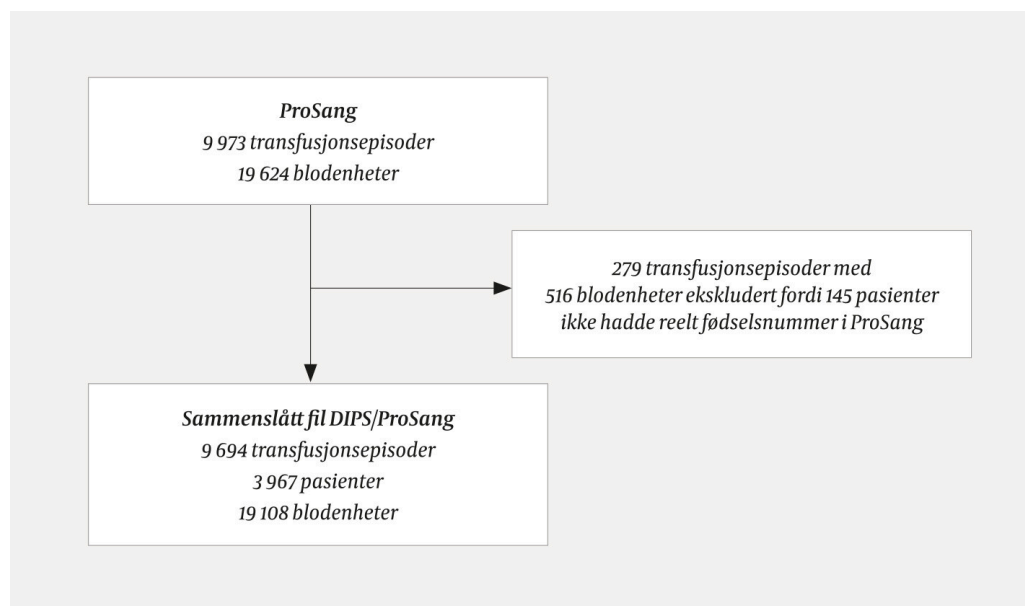 ProSang
9 973 transfusjonsepisoder
19 624 blodenheter
279 transfusjonsepisoder med
516 blodenheter ekskludert fordi 145 pasienter
ikke hadde reelt fødselsnummer i ProSang
Sammenslått fil DIPS/ProSang
9 694 transfusjonsepisoder
3 967 pasienter
19 108 blodenheter